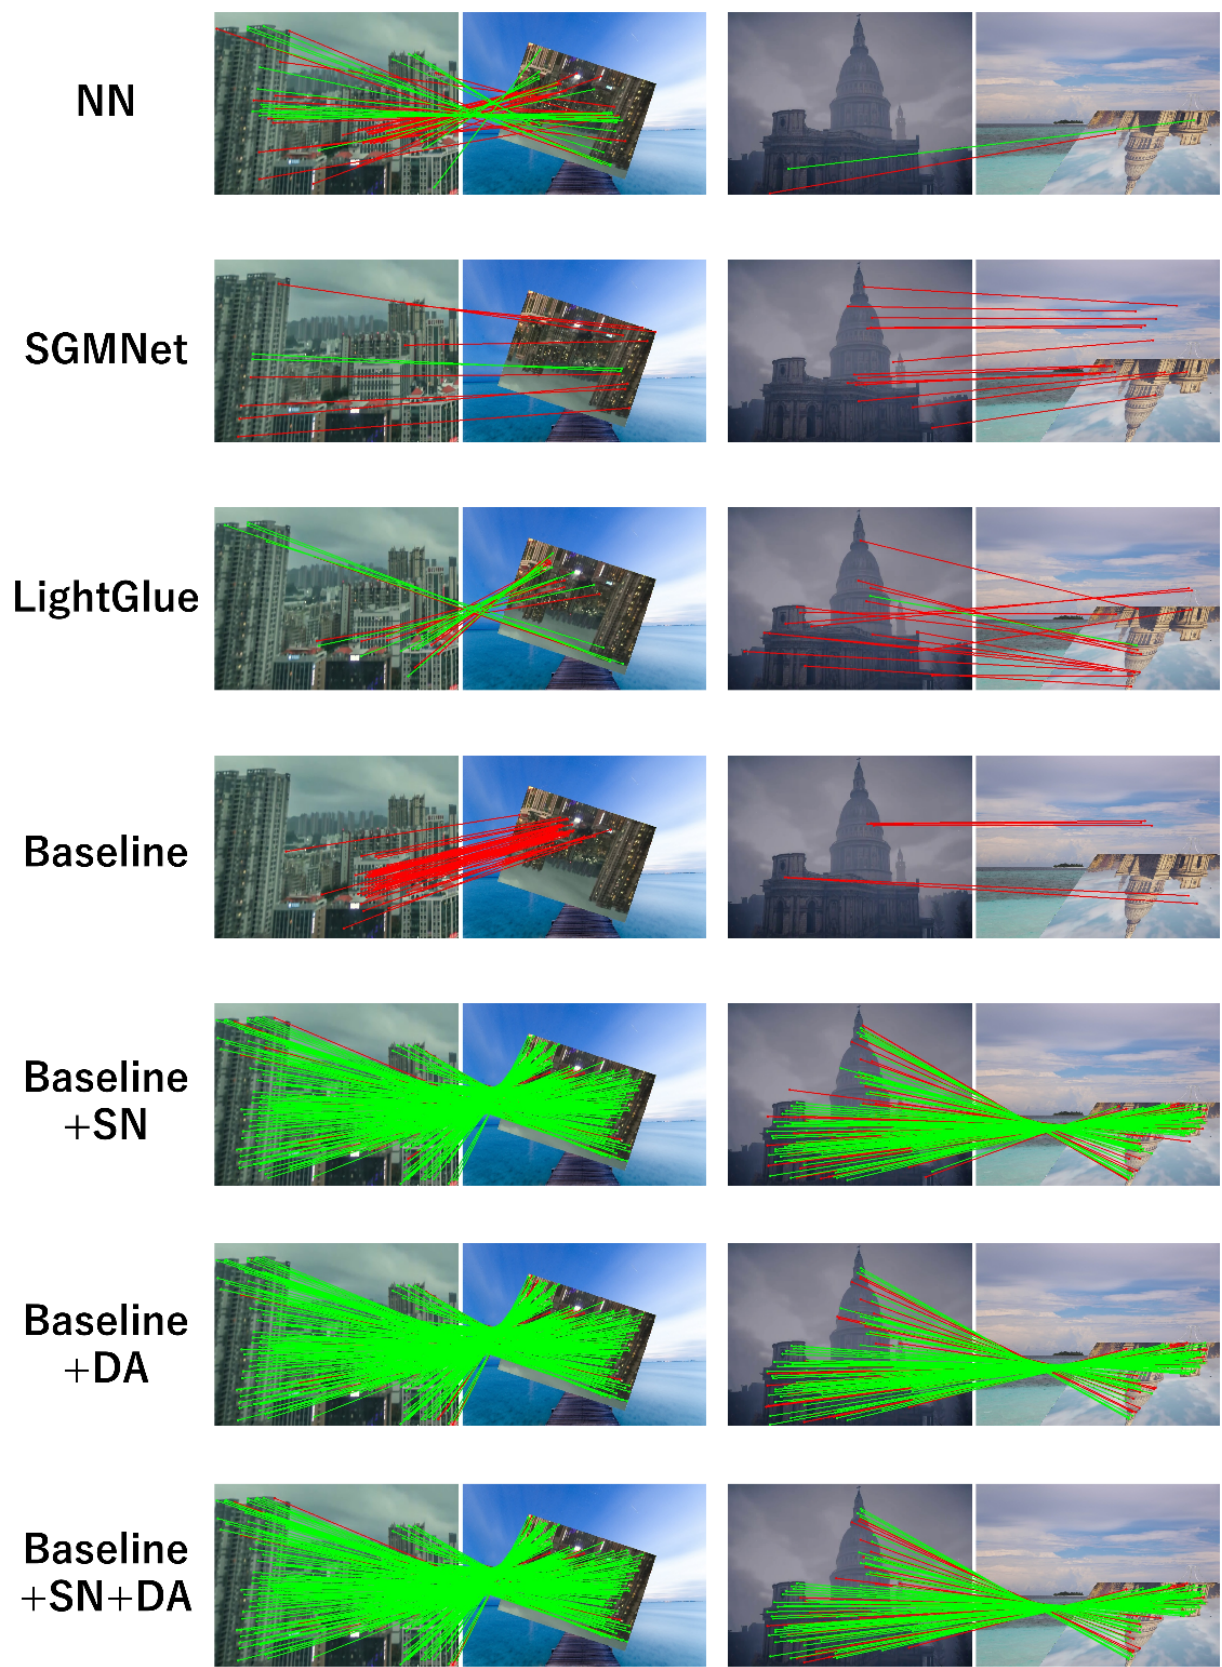 NN
SGMNet
LightGlue
Baseline
Baseline
+SN
Baseline
+DA
Baseline
+SN+DA